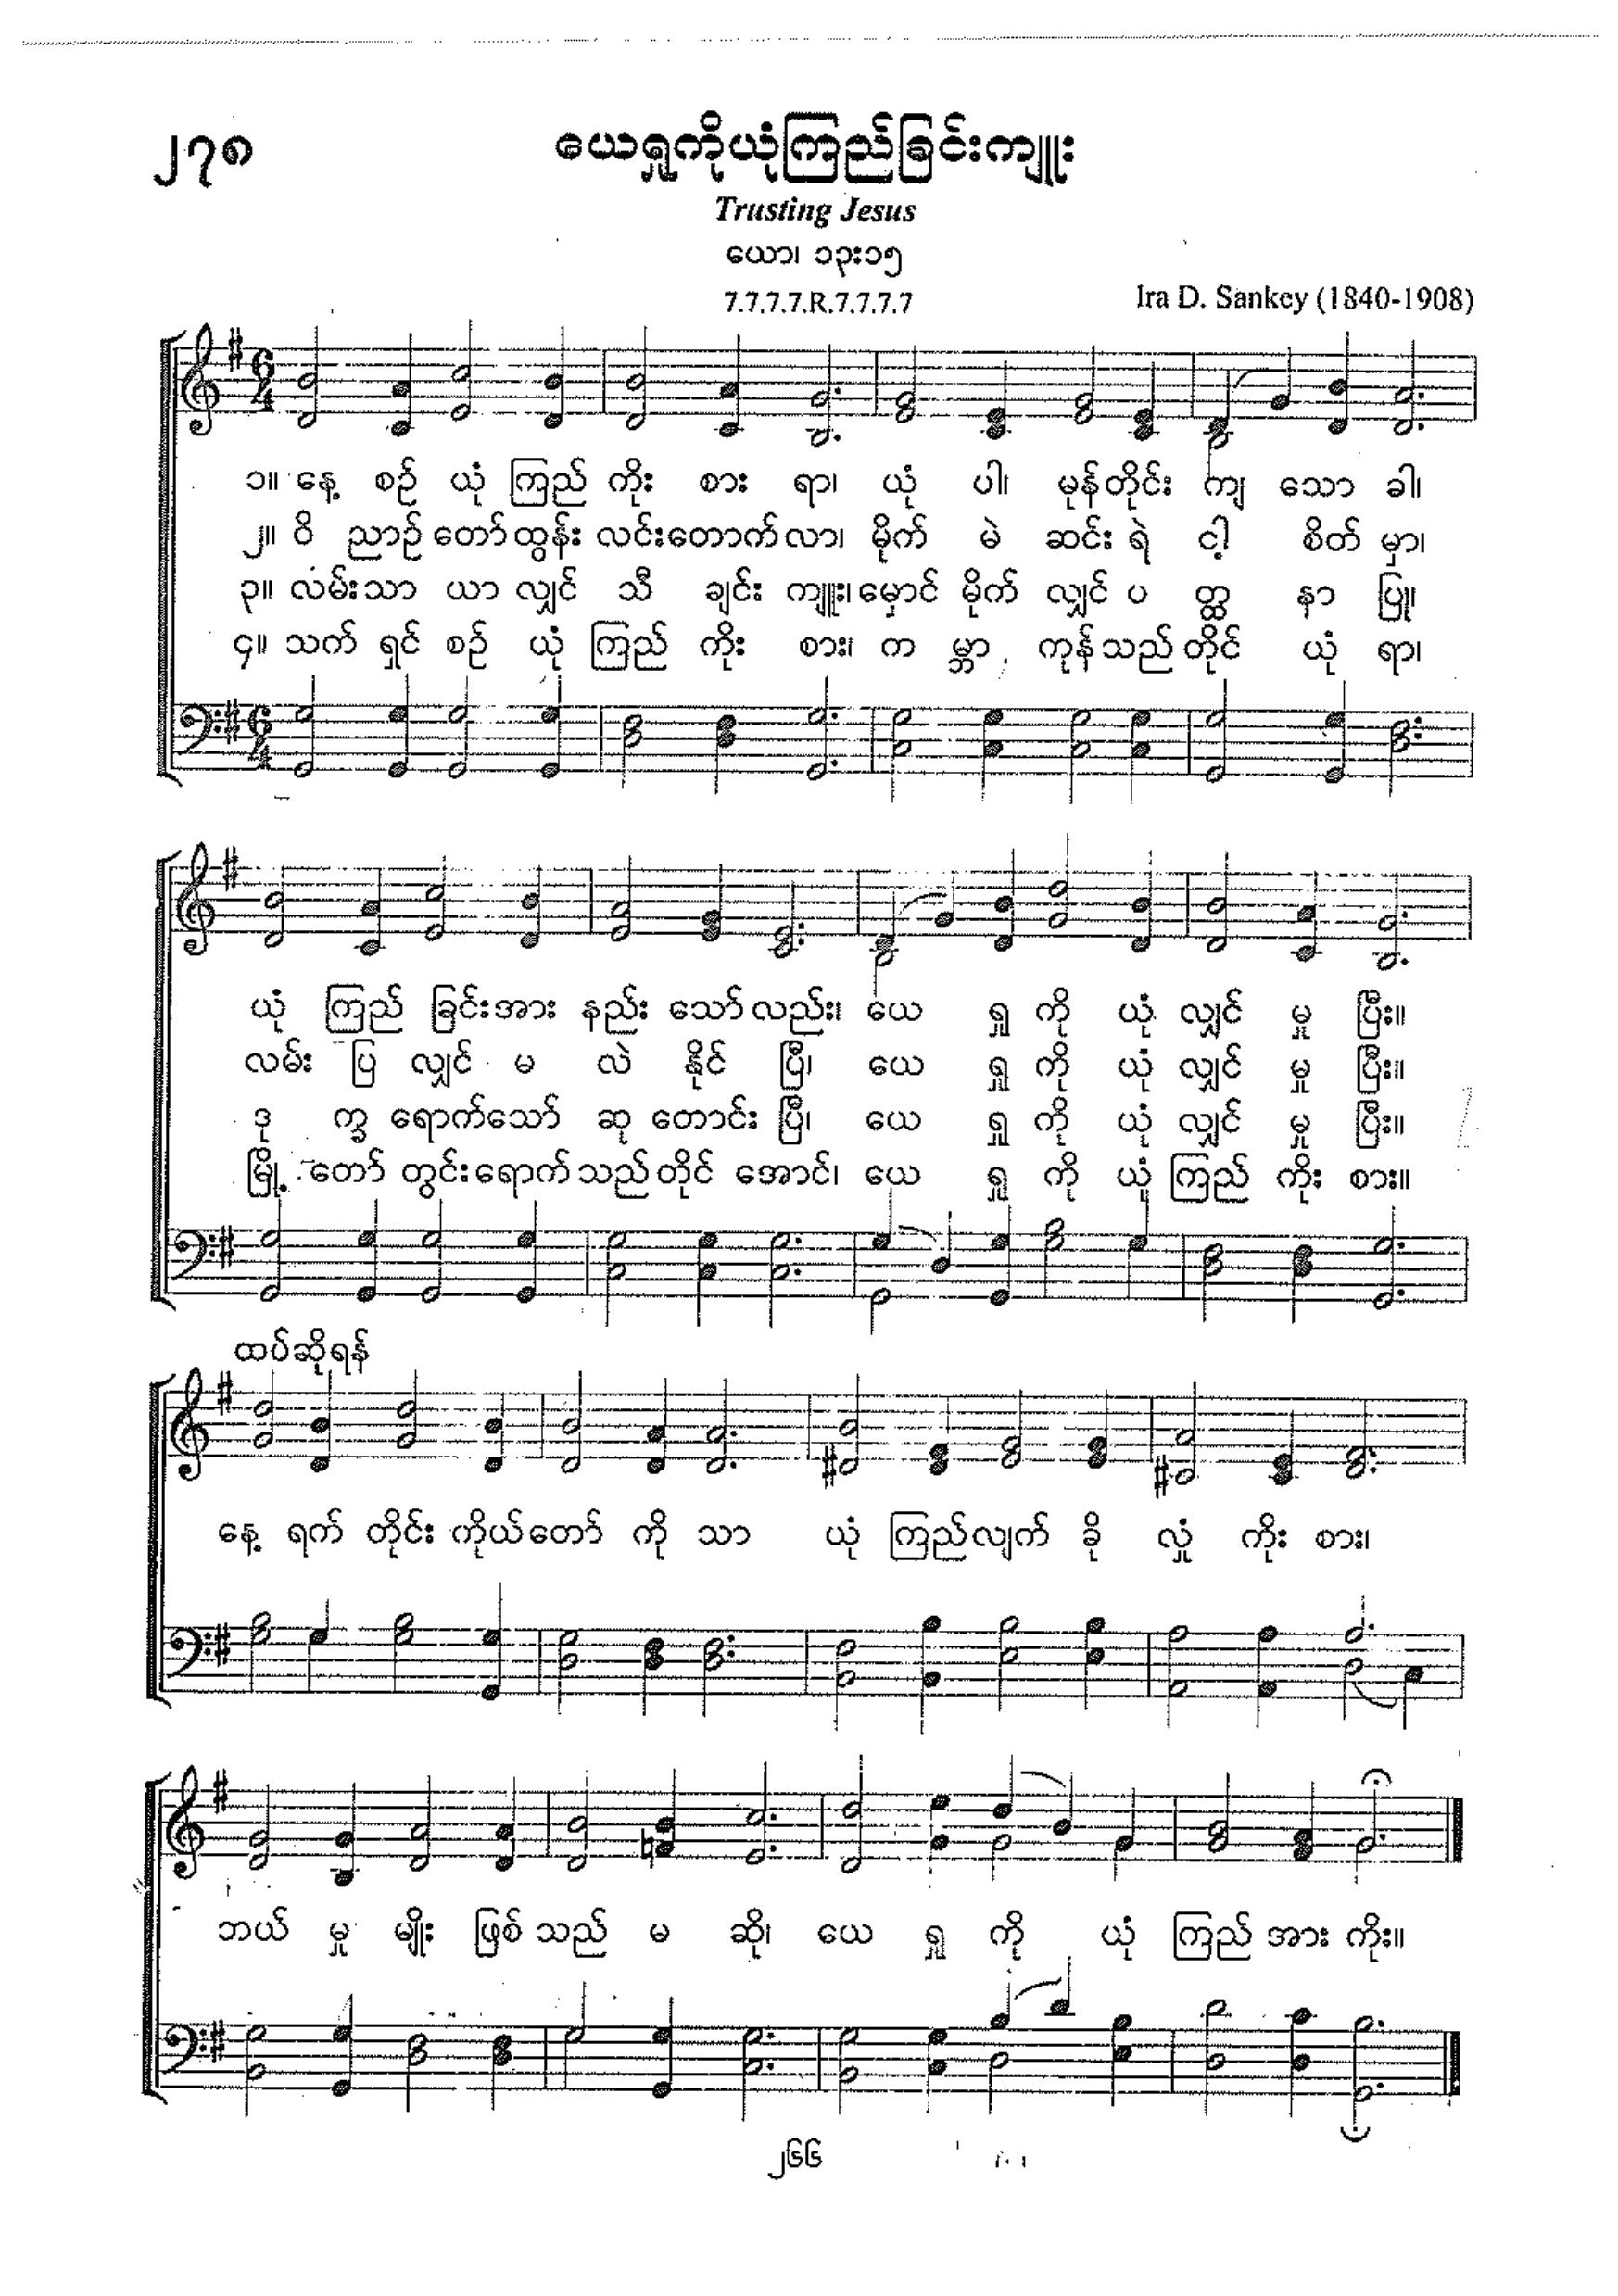 ၂၇၈
ယေရှုကိုယုံကြည်ခြင်းကျူး
Trusting Jesus
ယော၊ ၁၃း၁၅
7.7.7.7.R.7.7.7.7
Ira D. Sankey (1840-1908)
၁။ နေ့ စဉ် ယုံ ကြည် ကိုး စား ရာ၊ ယုံ ပါ၊ မုန်တိုင်း ကျ သော ခါ၊
၂။ ဝိ ညာဉ် တော်ထွန်း လင်းတောက်လာ၊ မိုက် မဲ ဆင်း ရဲ ငါ့ စိတ် မှာ၊
၃။ လမ်းသာ ယာ လျှင် သီ ချင်း ကျူး၊ မှောင် မိုက် လျှင် ပ တ္ထ နာ ပြု၊
၄။ သက် ရှင် စဉ် ယုံ ကြည် ကိုး စား၊ က မ္ဘာ ကုန်သည် တိုင် ယုံ ရာ၊
ယုံ ကြည် ခြင်းအား နည်း သော်လည်း၊ ယေ ရှု ကို ယုံ လျှင် မှု ပြီး။
လမ်း ပြ လျှင် မ လဲ နိုင် ပြီ၊ ယေ ရှု ကို ယုံ လျှင် မှု ပြီး။
ဒု က္ခ ရောက်သော် ဆု တောင်း ပြီ၊ ယေ ရှု ကို ယုံ လျှင် မှု ပြီး။
မြို့ တော် တွင်းရောက်သည်တိုင် အောင်၊ ယေ ရှု ကို ယုံ ကြည် ကိုး စား။
ထပ်ဆိုရန်
နေ့ ရက် တိုင်း ကိုယ်တော် ကို သာ ယုံ ကြည်လျက် ခို လှုံ ကိုး စား၊
ဘယ် မှု မျိုး ဖြစ် သည် မ ဆို၊ ယေ ရှု ကို ယုံ ကြည် အား ကိုး။
၂၆၆